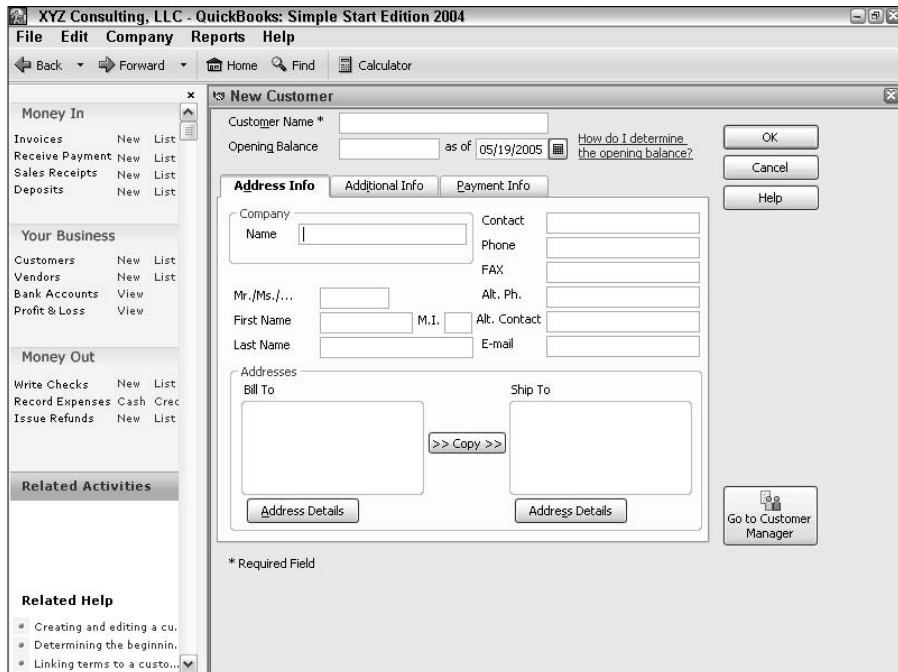 XYZ Consulting, LLC - QuickBooks: Simple Start Edition 2004
File Edit Company Reports Help
Back Forward Home Find Calculator
Money In
Invoices New List
Receive Payment New List
Sales Receipts New List
Deposits New List
Your Business
Customers New List
Vendors New List
Bank Accounts View
Profit & Loss View
Money Out
Write Checks New List
Record Expenses Cash Crec
Issue Refunds New List
Related Activities
Related Help
Creating and editing a cu.
Determining the beginnin.
Linking terms to a custo...
New Customer
Customer Name *
Opening Balance as of 05/19/2005
How do I determine
the opening balance?
OK
Cancel
Help
Address Info Additional Info Payment Info
Company
Name
Mr./Ms./...
First Name M.I.
Last Name
Contact
Phone
FAX
Alt. Ph.
Alt. Contact
E-mail
Addresses
Bill To Ship To
>> Copy >>
Address Details Address Details
Go to Customer
Manager
* Required Field